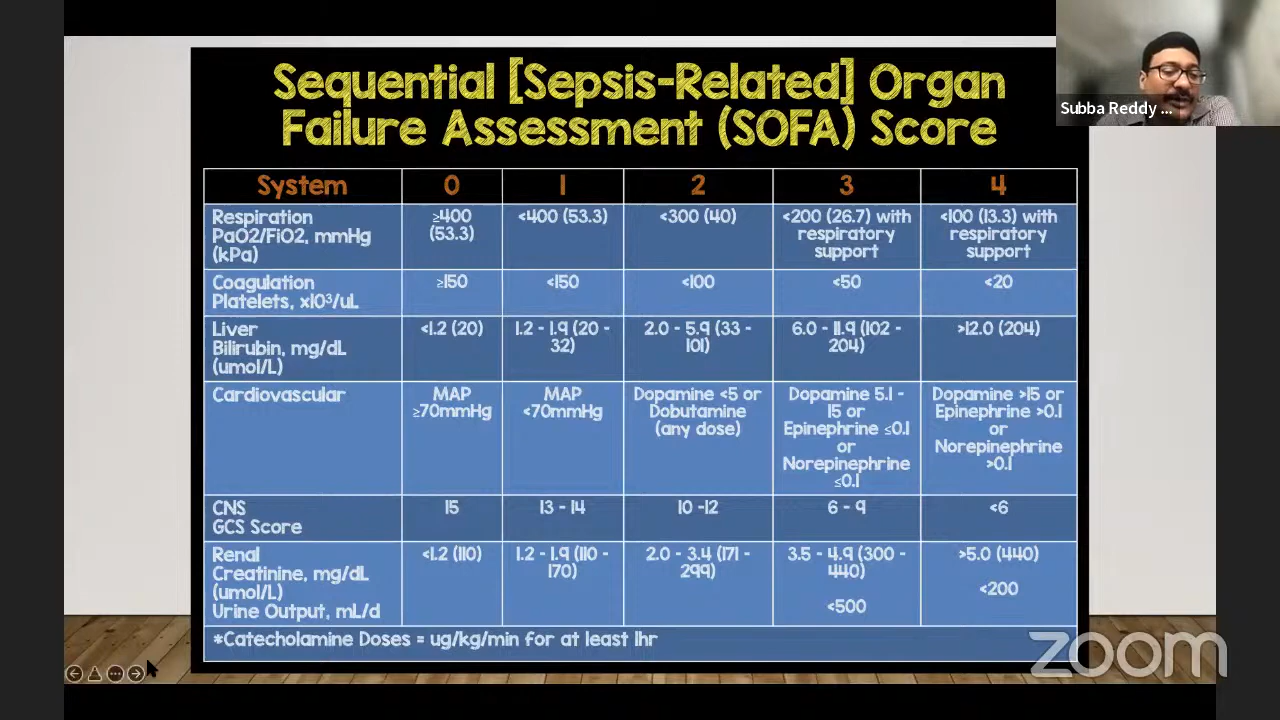 Sequential [Sepsis-Related] Organ
Failure Assessment (SOFA) Score
Subba Reddy ...
System 0 1 2 3 4
Respiration
PaO2/FiO2, mmHg
(kPa)
≥400
(53.3)
<400 (53.3)
<300 (40)
<200 (26.7) with
respiratory
support
<100 (13.3) with
respiratory
support
Coagulation
Platelets, x10³/uL
≥150
<150
<100
<50
<20
Liver
Bilirubin, mg/dL
(umol/L)
<1.2 (20)
1.2 - 1.9 (20 -
32)
2.0 - 5.9 (33 -
101)
6.0 - 11.9 (102 -
204)
>12.0 (204)
Cardiovascular
MAP
≥70mmHg
MAP
<70mmHg
Dopamine <5 or
Dobutamine
(any dose)
Dopamine 5.1 -
15 or
Epinephrine ≤0.1
or
Norepinephrine
≤0.1
Dopamine >15 or
Epinephrine >0.1
or
Norepinephrine
>0.1
CNS
GCS Score
15
13 - 14
10 -12
6 - 9
<6
Renal
Creatinine, mg/dL
(umol/L)
Urine Output, mL/d
<1.2 (110)
1.2 - 1.9 (110 -
170)
2.0 - 3.4 (171 -
299)
3.5 - 4.9 (300 -
440)
<500
>5.0 (440)
<200
*Catecholamine Doses = ug/kg/min for at least 1hr
zoom